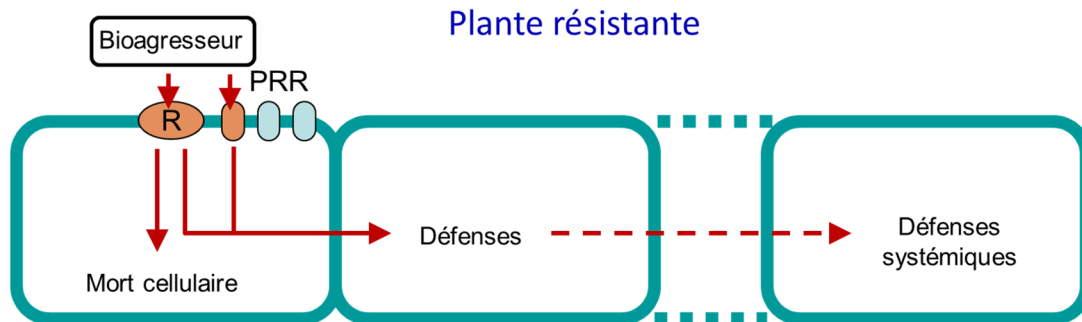 Plante résistante
Bioagresseur
PRR
R
Défenses
Défenses
systémiques
Mort cellulaire